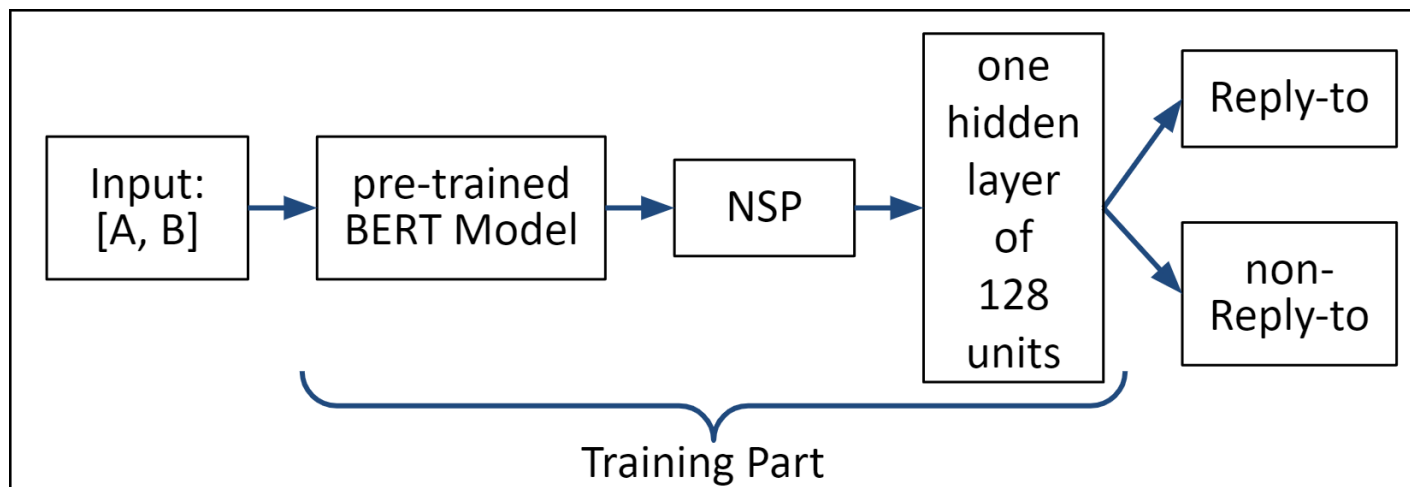 Input:
[A, B]
pre-trained
BERT Model
NSP
one
hidden
layer of
128
units
Reply-to
non-
Reply-to
Training Part